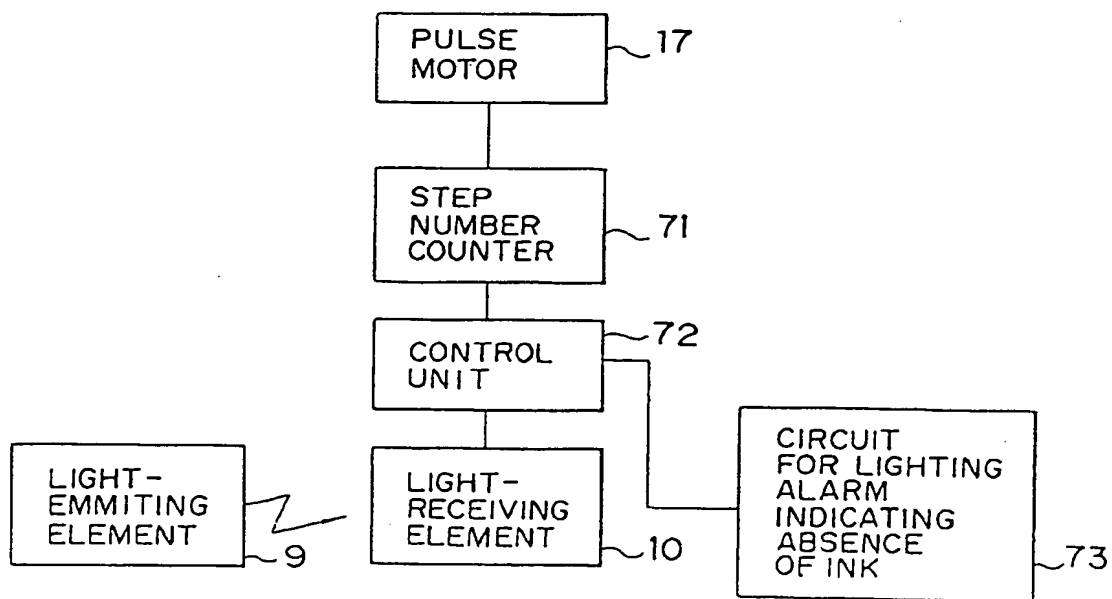 PULSE
MOTOR
17
STEP
NUMBER
COUNTER
71
CONTROL
UNIT
72
LIGHT-
EMMITING
ELEMENT
9
LIGHT-
RECEIVING
ELEMENT
10
CIRCUIT
FOR LIGHTING
ALARM
INDICATING
ABSENCE
OF INK
73